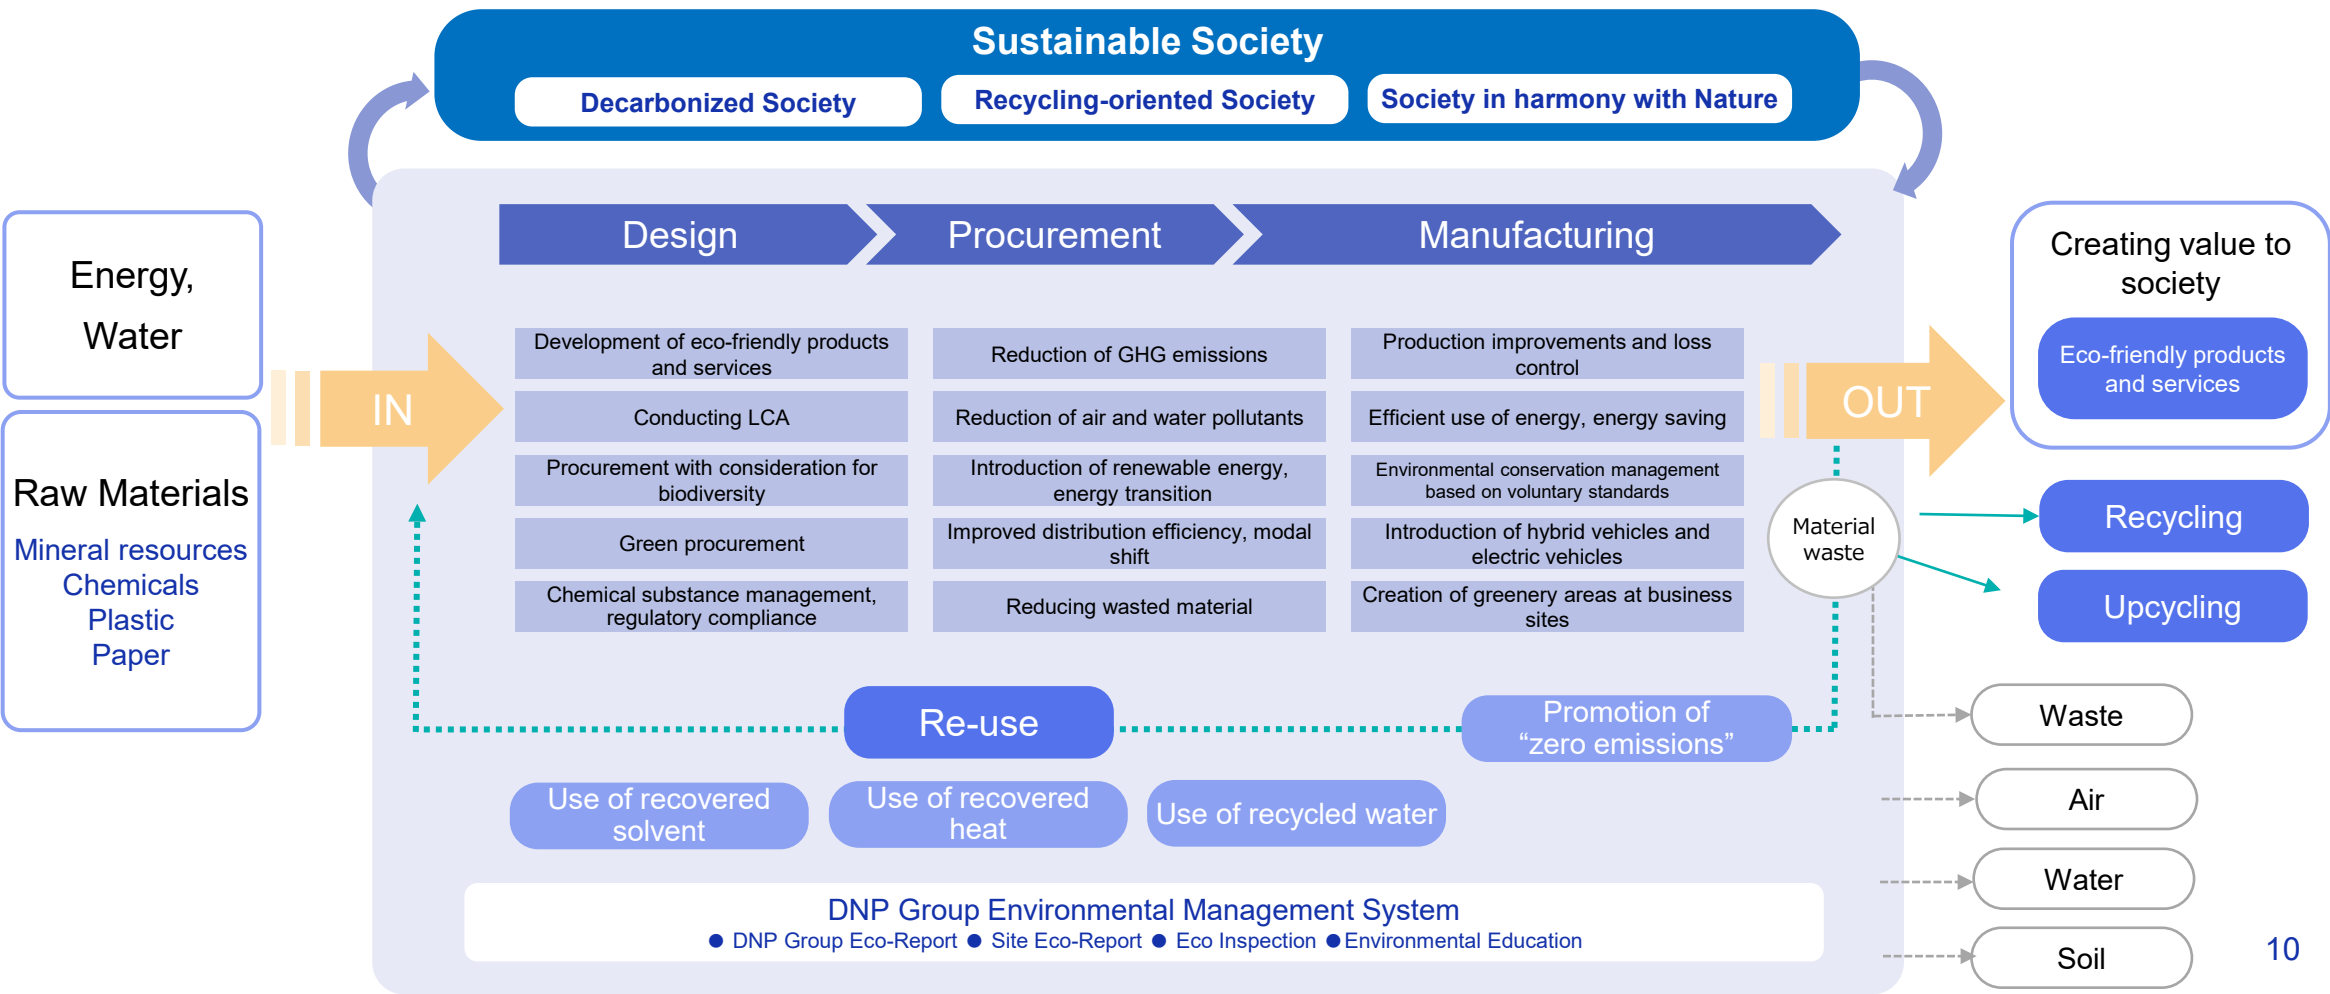 Sustainable Society
Decarbonized Society
Recycling-oriented Society
Society in harmony with Nature
Energy,
Water
Raw Materials
Mineral resources
Chemicals
Plastic
Paper
IN
Design
Procurement
Manufacturing
Development of eco-friendly products
and services
Conducting LCA
Procurement with consideration for
biodiversity
Green procurement
Chemical substance management,
regulatory compliance
Reduction of GHG emissions
Reduction of air and water pollutants
Introduction of renewable energy,
energy transition
Improved distribution efficiency, modal
shift
Reducing wasted material
Production improvements and loss
control
Efficient use of energy, energy saving
Environmental conservation management
based on voluntary standards
Introduction of hybrid vehicles and
electric vehicles
Creation of greenery areas at business
sites
OUT
Creating value to
society
Eco-friendly products
and services
Material
waste
Recycling
Upcycling
Re-use
Promotion of
“zero emissions”
Use of recovered
solvent
Use of recovered
heat
Use of recycled water
Waste
Air
Water
Soil
DNP Group Environmental Management System
● DNP Group Eco-Report ● Site Eco-Report ● Eco Inspection ●Environmental Education
10